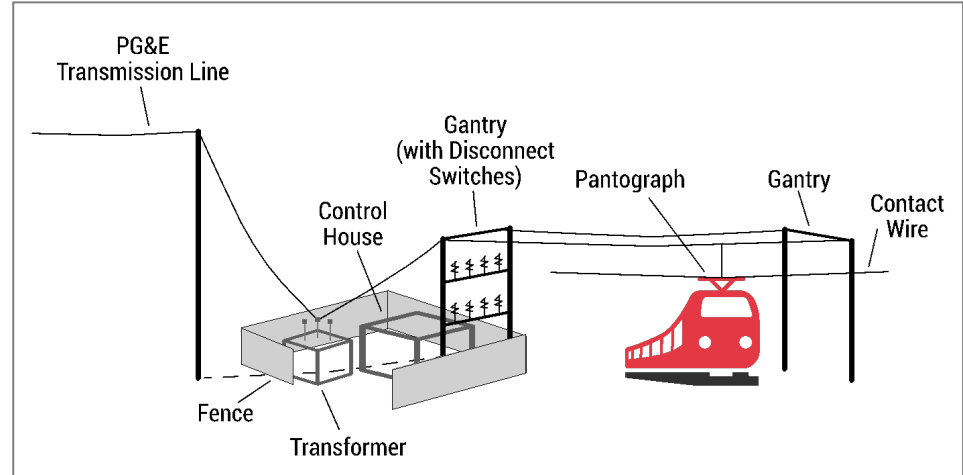 PG&E
Transmission Line
Gantry
(with Disconnect
Switches)
Pantograph
Gantry
Contact
Wire
Control
House
Fence
Transformer